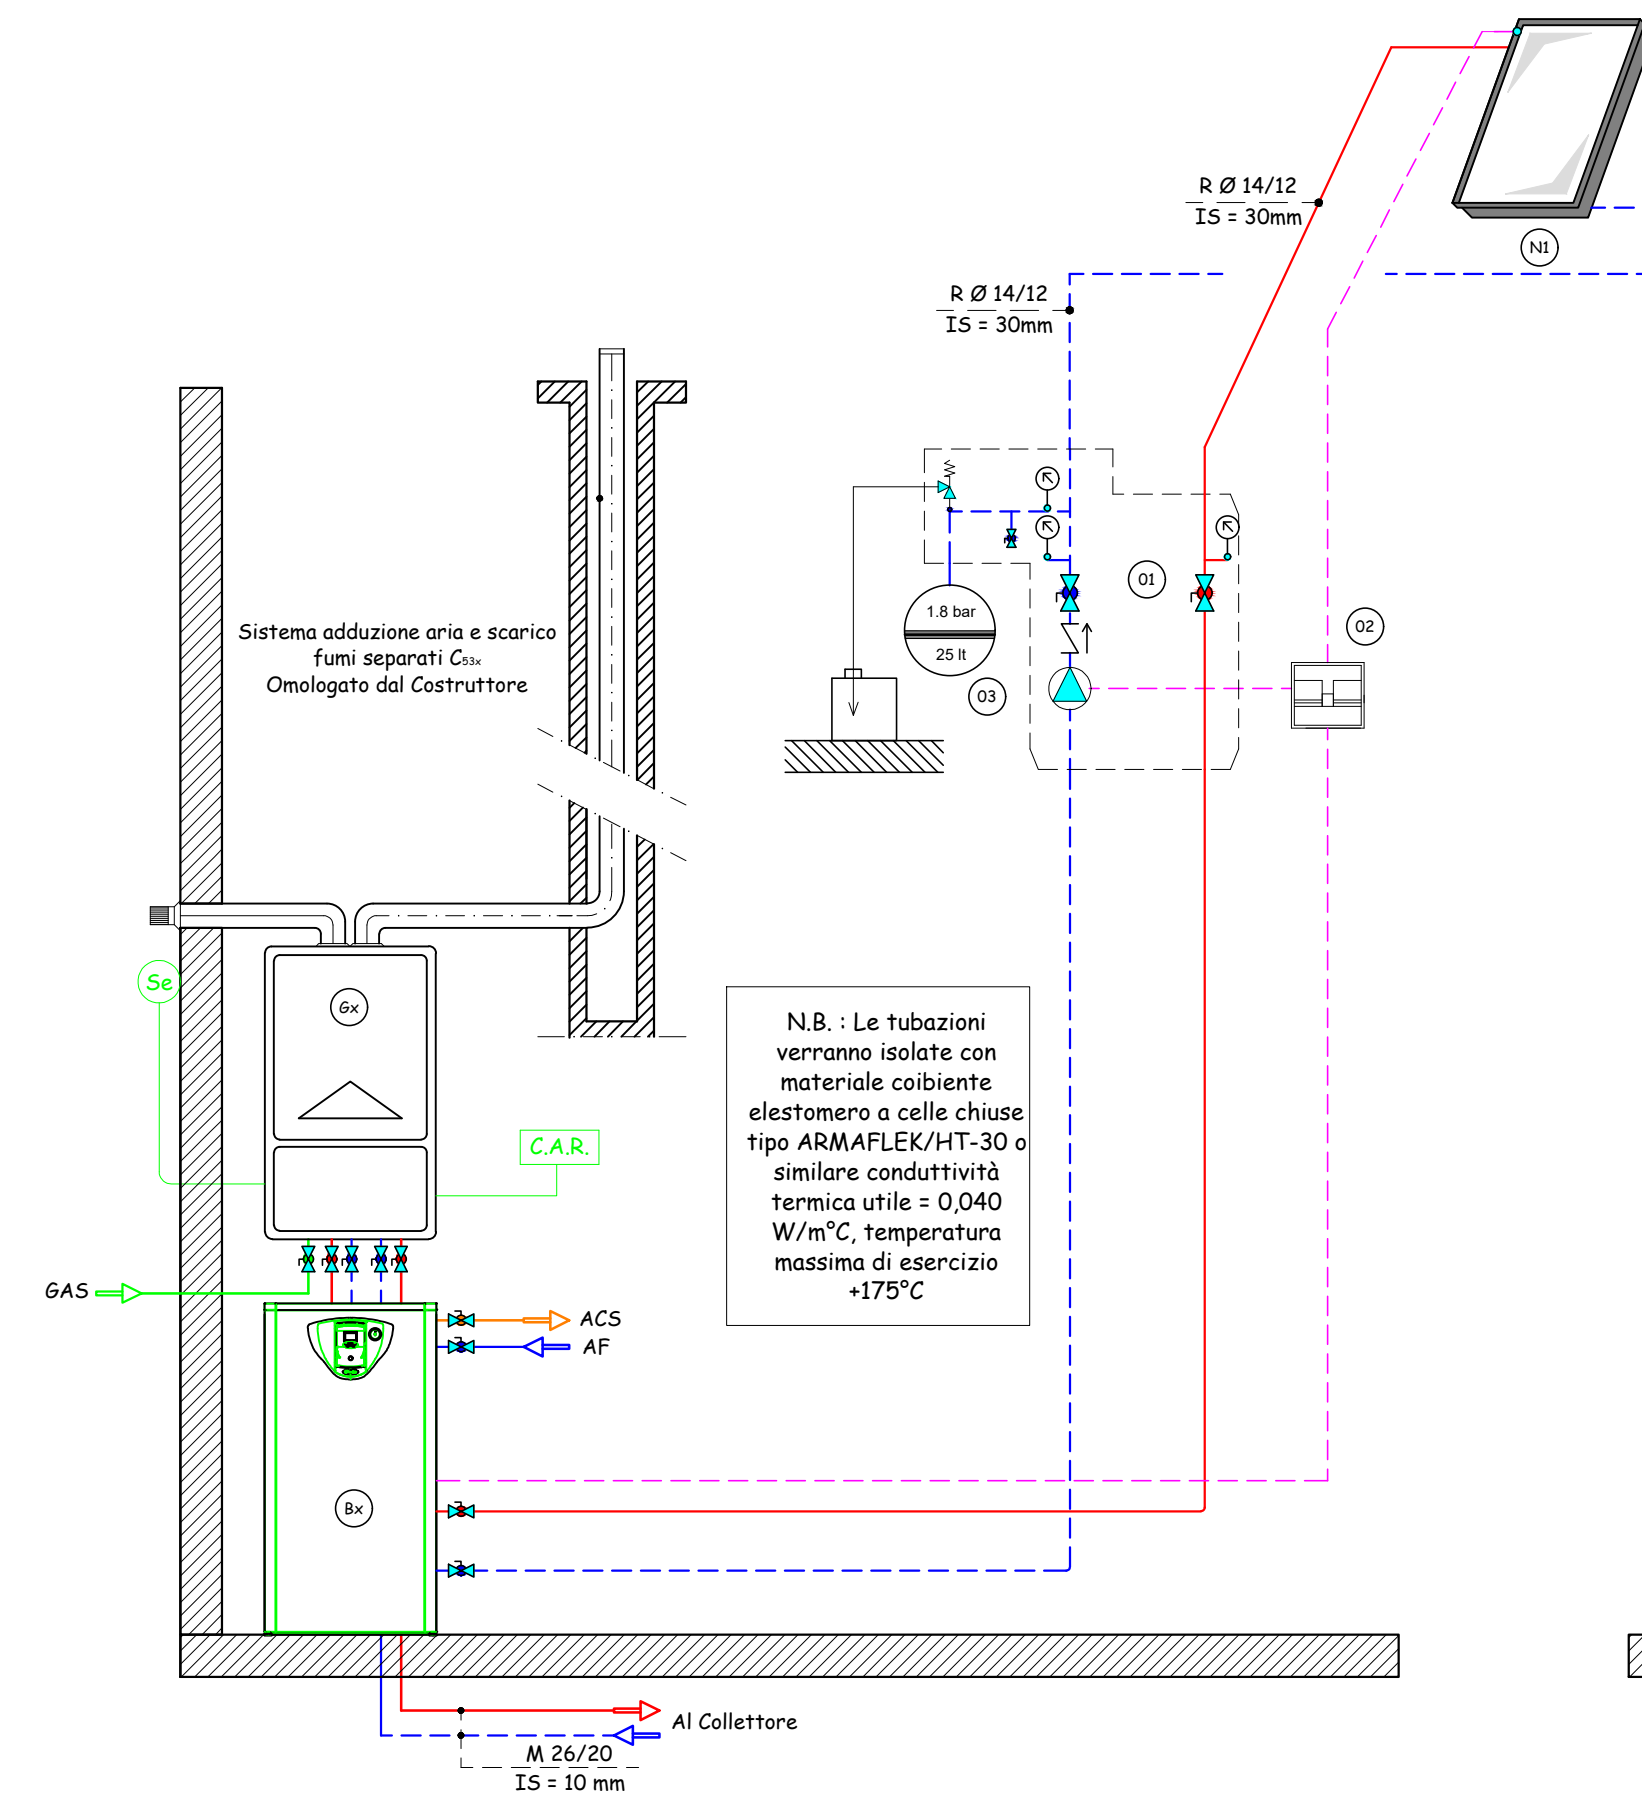 R Ø 14/12
IS = 30mm
N1
R Ø 14/12
IS = 30mm
01
1.8 bar
25 lt
03
02
Sistema adduzione aria e scarico
fumi separati C53x
Omologato dal Costruttore
Se
Gx
N.B. : Le tubazioni
verranno isolate con
materiale coibiente
elestomero a celle chiuse
tipo ARMAFLEK/HT-30 o
similare conduttività
termica utile = 0,040
W/m°C, temperatura
massima di esercizio
+175°C
C.A.R.
GAS
ACS
AF
Bx
Al Collettore
M 26/20
IS = 10 mm